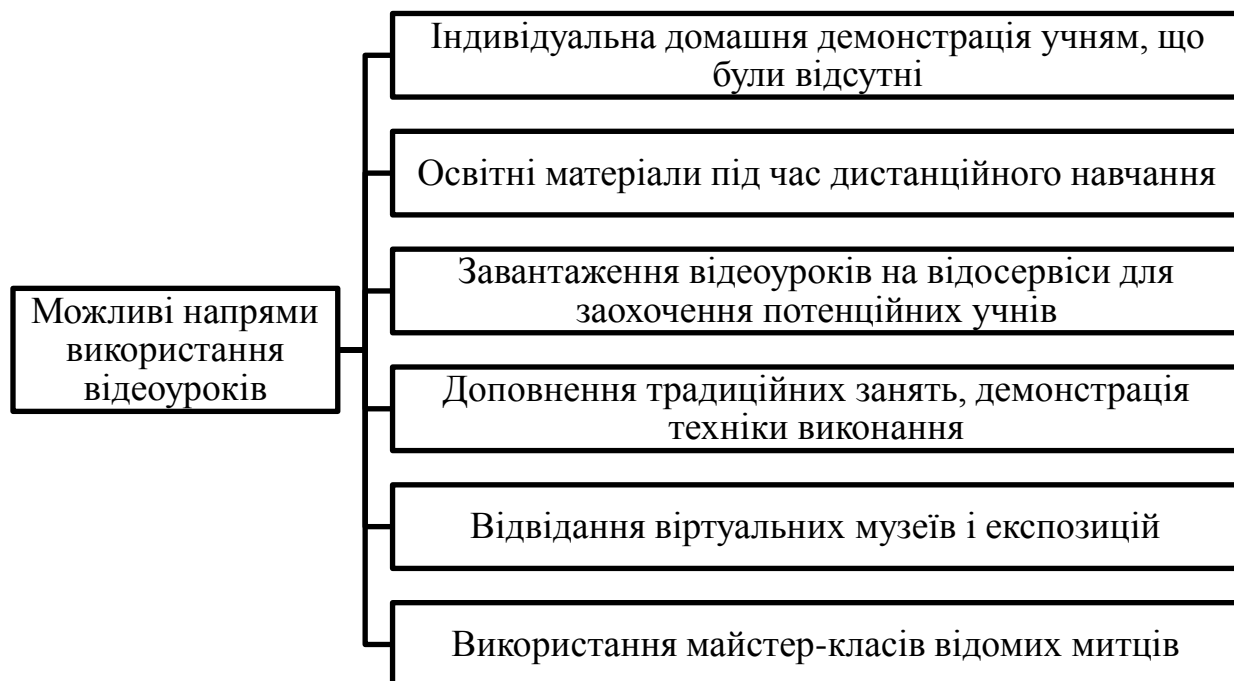 Індивідуальна домашня демонстрація учням, що
були відсутні
Освітні матеріали під час дистанційного навчання
Завантаження відеоуроків на відосервіси для
заохочення потенційних учнів
Можливі напрями
використання
відеоуроків
Доповнення традиційних занять, демонстрація
техніки виконання
Відвідання віртуальних музеїв і експозицій
Використання майстер-класів відомих митців